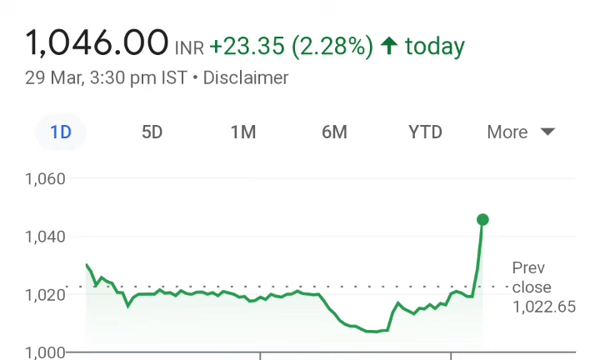 1,046.00 INR +23.35 (2.28%) ↑ today
29 Mar, 3:30 pm IST • Disclaimer
1D 5D 1M 6M YTD More ▼
1,060
1,040
1,020
1,000
Prev
close
1,022.65